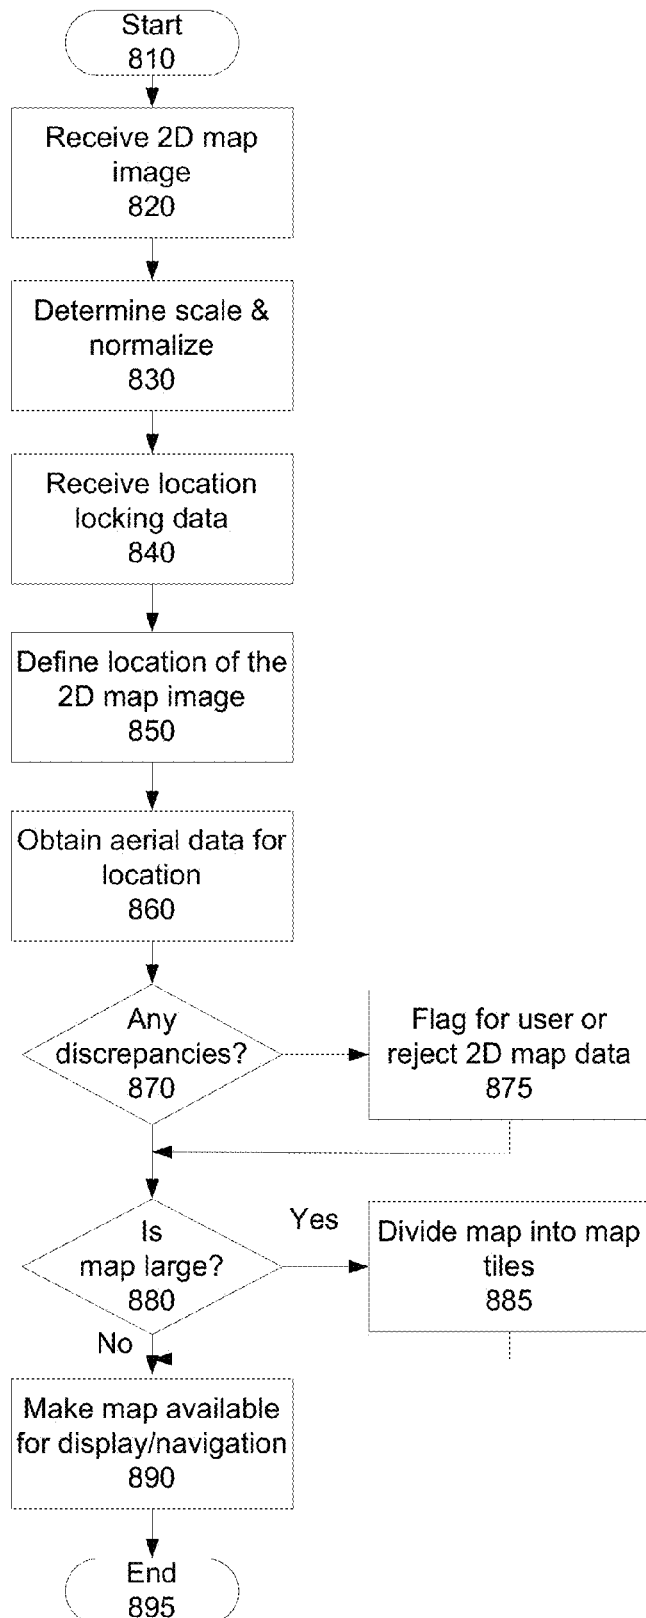 Start
810
Receive 2D map
image
820
Determine scale &
normalize
830
Receive location
locking data
840
Define location of the
2D map image
850
Obtain aerial data for
location
860
Any
discrepancies?
870
Flag for user or
reject 2D map data
875
Is
map large?
880
Yes
Divide map into map
tiles
885
No
Make map available
for display/navigation
890
End
895